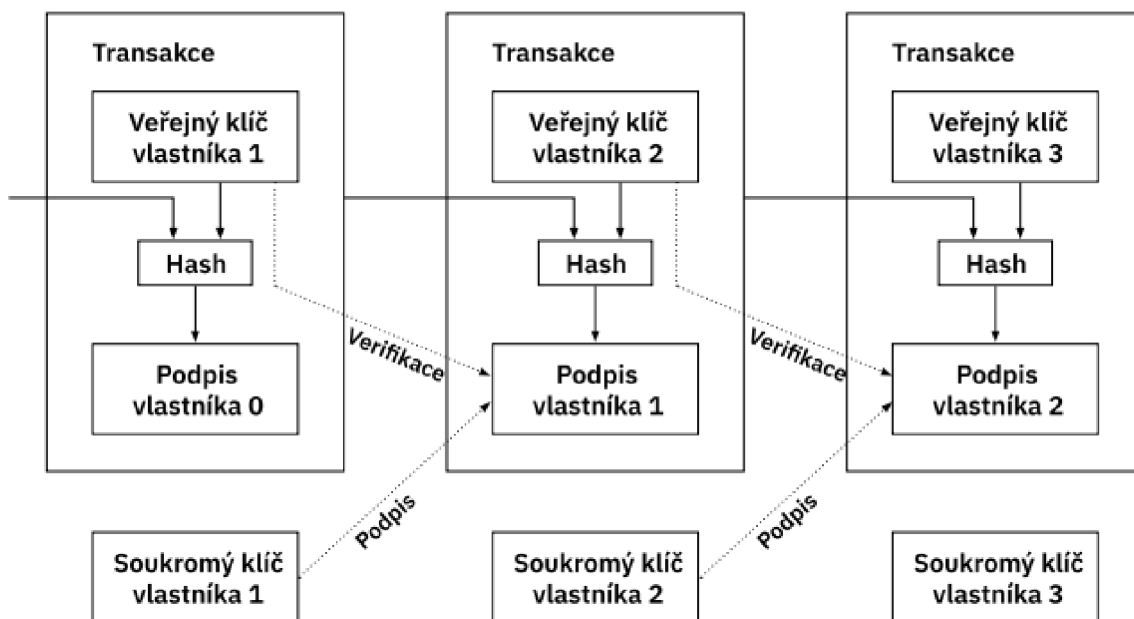 Transakce
Veřejný klíč
vlastníka 1
Hash
Podpis
vlastníka 0
Transakce
Veřejný klíč
vlastníka 2
Hash
Podpis
vlastníka 1
Transakce
Veřejný klíč
vlastníka 3
Hash
Podpis
vlastníka 2
Verifikace
Verifikace
Podpis
Podpis
Soukromý klíč
vlastníka 1
Soukromý klíč
vlastníka 2
Soukromý klíč
vlastníka 3